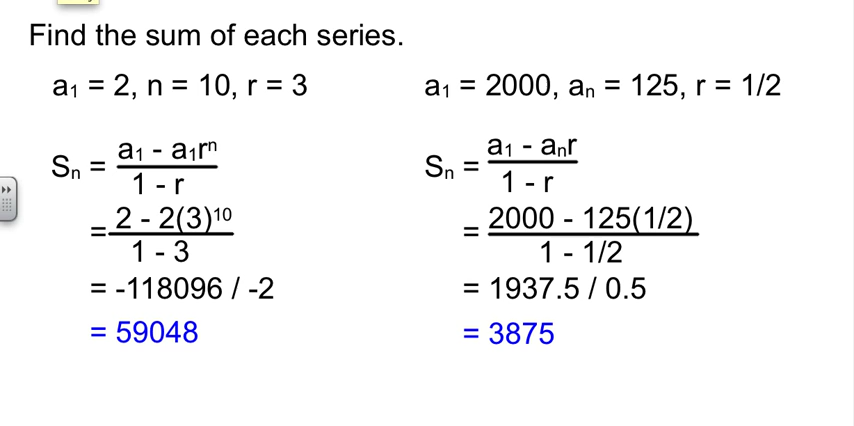 Find the sum of each series.
a₁ = 2, n = 10, r = 3
Sₙ = a₁ - a₁rⁿ
1 - r
= 2 - 2(3)¹⁰
1 - 3
= -118096 / -2
= 59048
a₁ = 2000, aₙ = 125, r = 1/2
Sₙ = a₁ - aₙr
1 - r
= 2000 - 125(1/2)
1 - 1/2
= 1937.5 / 0.5
= 3875